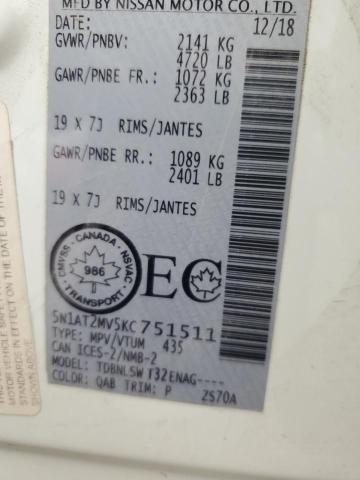 MFD BY NISSAN MOTOR CO., LTD.
DATE: 12/18
GVWR/PNBV: 2141 KG
4720 LB
GAWR/PNBE FR.: 1072 KG
2363 LB
19 x 7J RIMS/JANTES
GAWR/PNBE RR.: 1089 KG
2401 LB
19 x 7J RIMS/JANTES
CANADA
CMVSS NSVAC
986
EC
5N1AT2MV5KC751511
TYPE: MPV/VTUM 435
CAN ICES-2/NMB-2
MODEL: TDBNLSW T32ENAG----
COLOR: QAB TRIM: P ZS70A